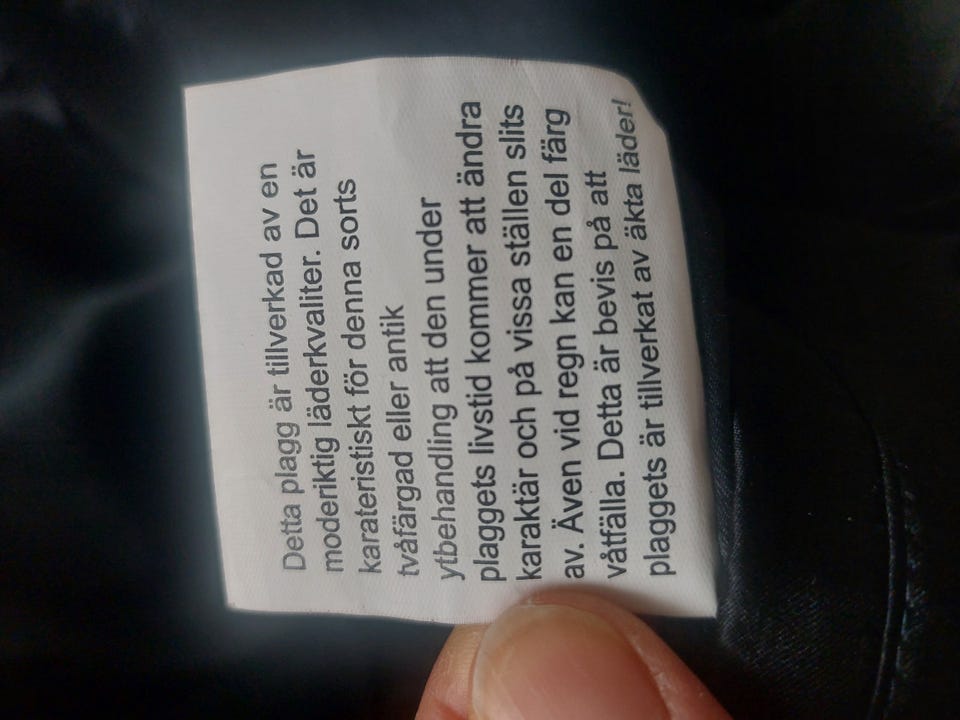 Detta plagg är tillverkad av en
moderiktig läderkvaliter. Det är
karateristiskt för denna sorts
tvåfärgad eller antik
ytbehandling att den under
plaggets livstid kommer att ändra
karaktär och på vissa ställen slits
av. Även vid regn kan en del färg
våtfälla. Detta är bevis på att
plaggets är tillverkat av äkta läder!